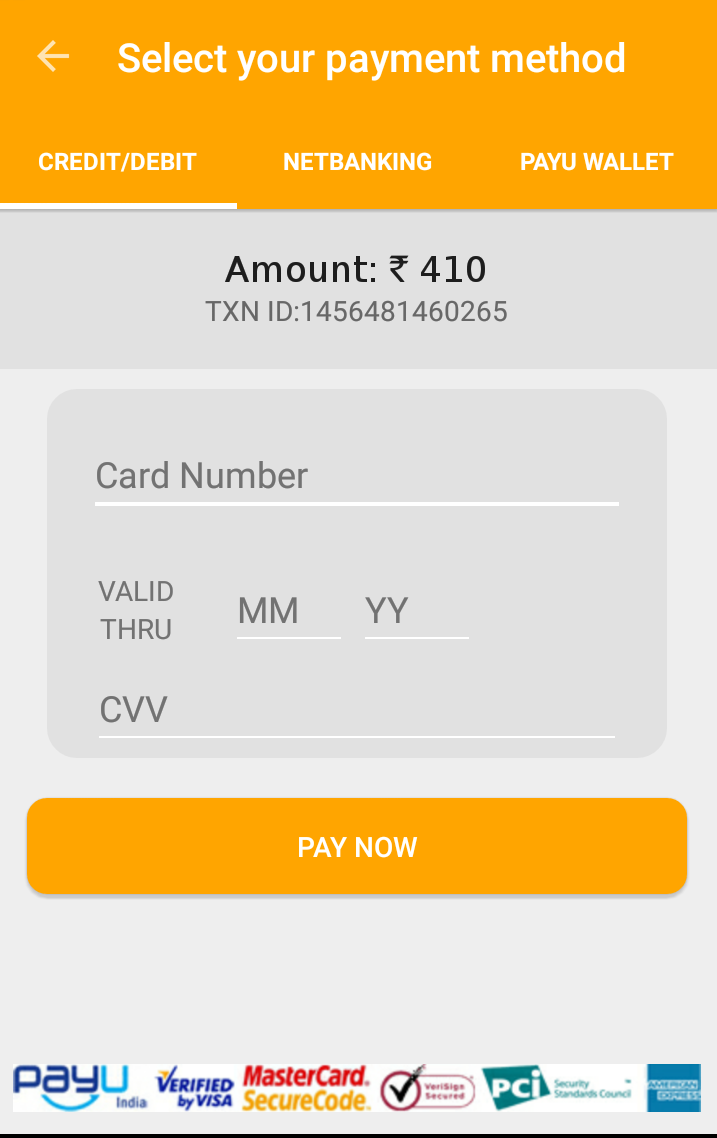 Select your payment method
CREDIT/DEBIT NETBANKING PAYU WALLET
Amount: ₹ 410
TXN ID:1456481460265
Card Number
VALID
THRU
MM YY
CVV
PAY NOW
PayU
India
VERIFIED
by VISA
MasterCard.
SecureCode.
VeriSign
Secured
PCi
Security
Standards Council
™
AMERICAN
EXPRESS